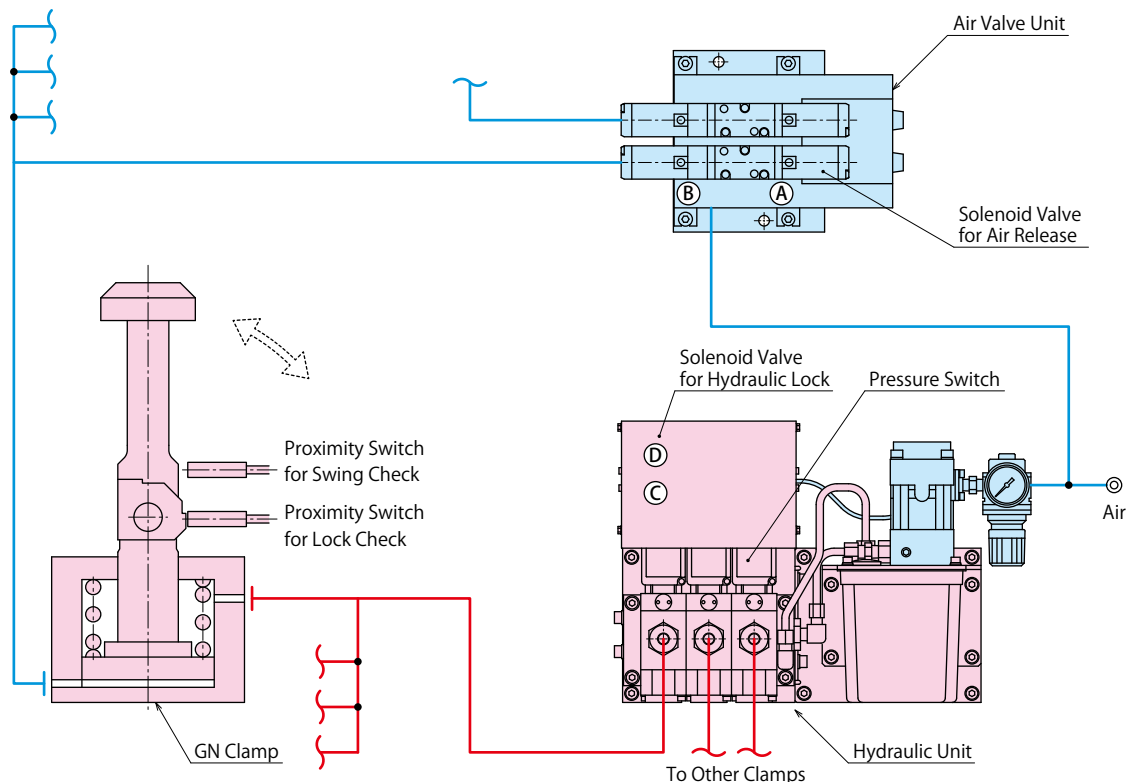 Air Valve Unit
B
A
Solenoid Valve
for Air Release
Solenoid Valve
for Hydraulic Lock
Pressure Switch
D
C
Proximity Switch
for Swing Check
Proximity Switch
for Lock Check
Air
GN Clamp
Hydraulic Unit
To Other Clamps